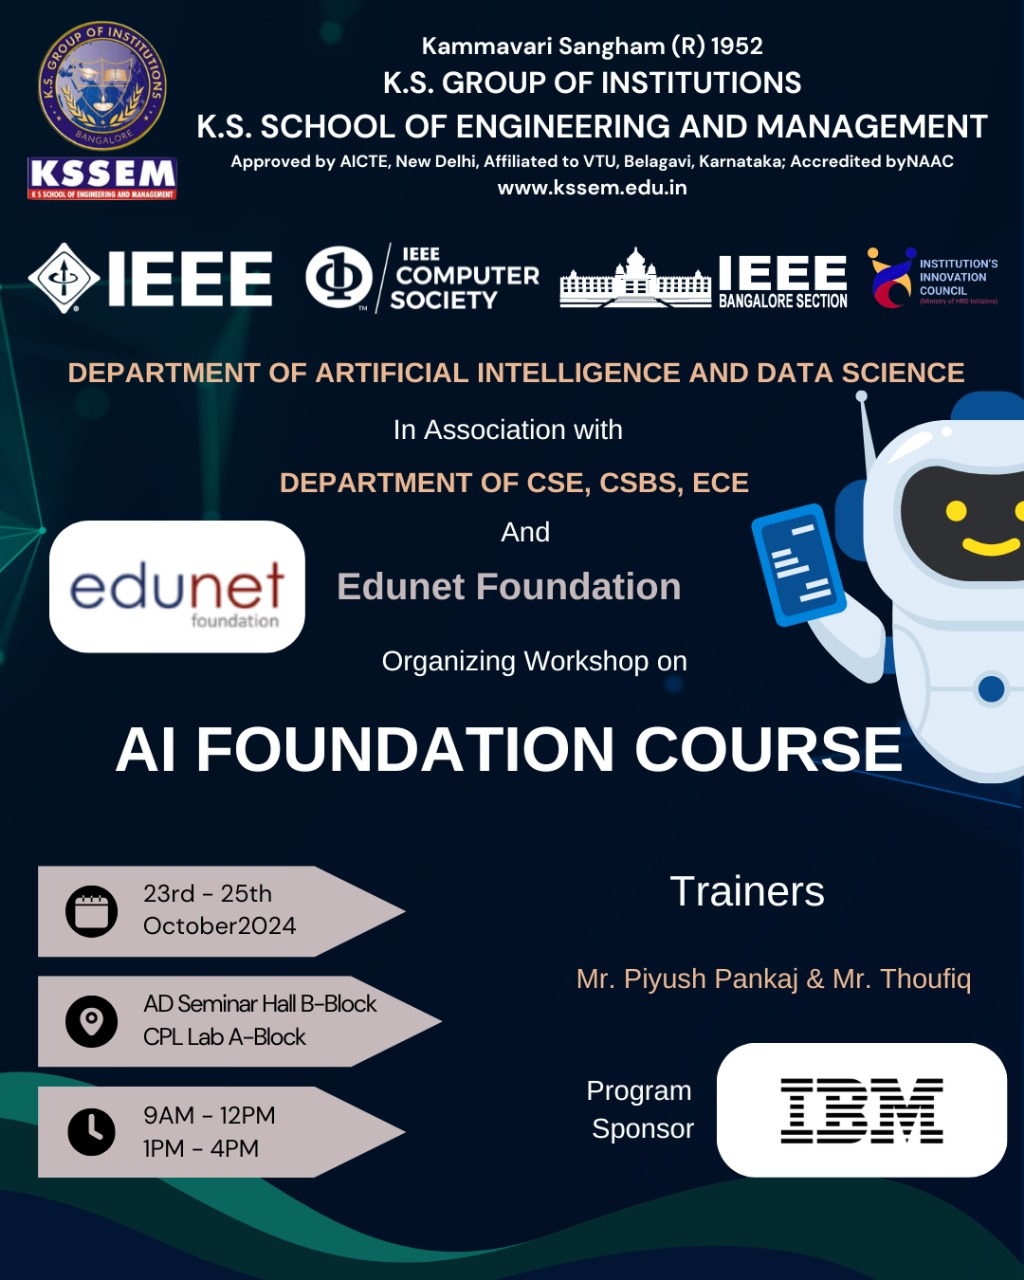 K.S. GROUP OF INSTITUTIONS
BANGALORE
KSSEM
K S SCHOOL OF ENGINEERING AND MANAGEMENT
Kammavari Sangham (R) 1952
K.S. GROUP OF INSTITUTIONS
K.S. SCHOOL OF ENGINEERING AND MANAGEMENT
Approved by AICTE, New Delhi, Affiliated to VTU, Belagavi, Karnataka; Accredited byNAAC
www.kssem.edu.in
IEEE
®
IEEE
COMPUTER
SOCIETY
TM
IEEE
BANGALORE SECTION
INSTITUTION'S
INNOVATION
COUNCIL
(Ministry of HRD Initiative)
DEPARTMENT OF ARTIFICIAL INTELLIGENCE AND DATA SCIENCE
In Association with
DEPARTMENT OF CSE, CSBS, ECE
And
edunet
foundation
Edunet Foundation
Organizing Workshop on
AI FOUNDATION COURSE
23rd - 25th
October2024
AD Seminar Hall B-Block
CPL Lab A-Block
9AM - 12PM
1PM - 4PM
Trainers
Mr. Piyush Pankaj & Mr. Thoufiq
Program
Sponsor
IBM